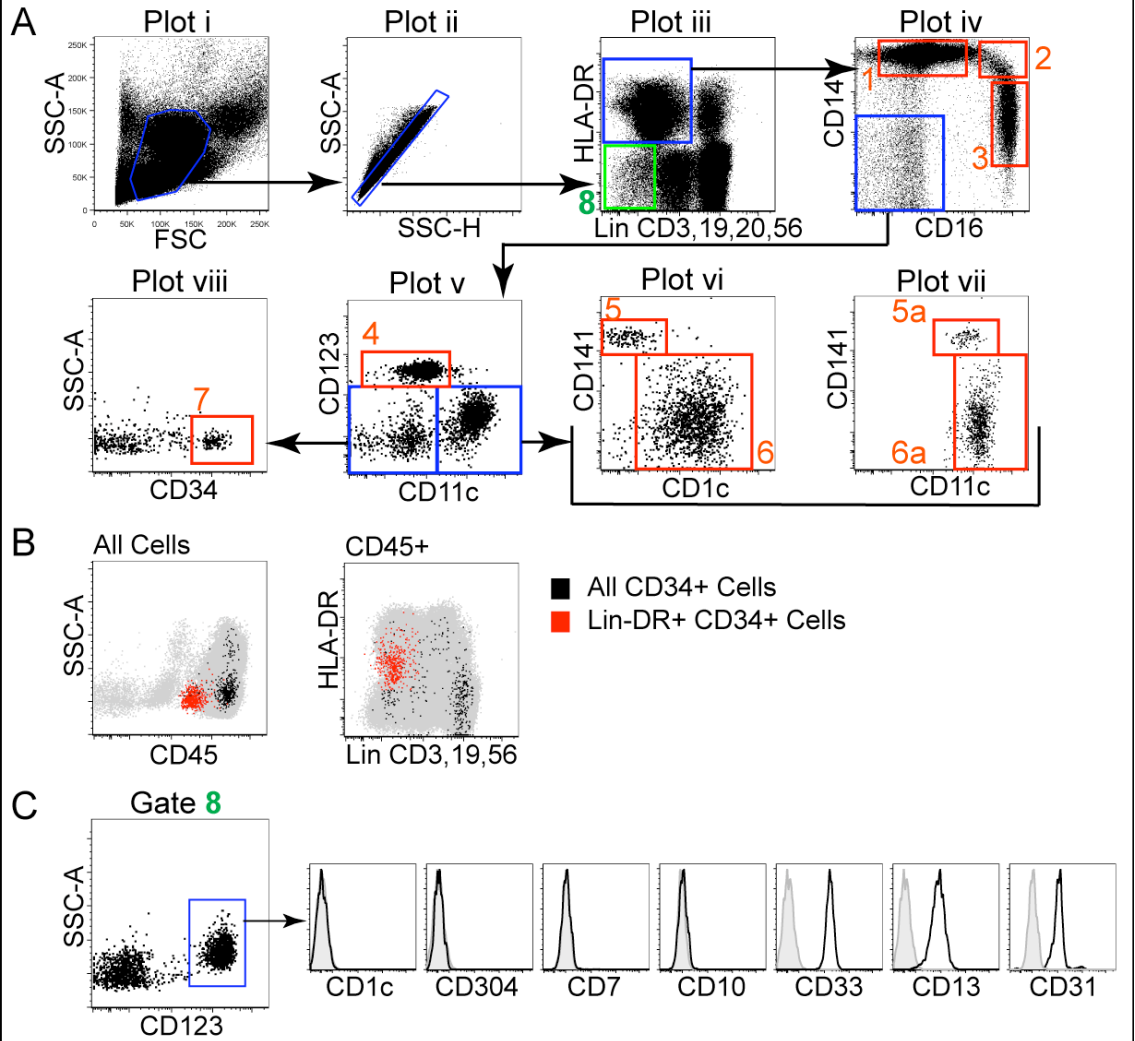 A
Plot i
Plot ii
Plot iii
Plot iv
SSC-A
250K
200K
150K
100K
50K
0
0
50K
100K
150K
200K
250K
FSC
SSC-A
SSC-H
HLA-DR
8
Lin CD3,19,20,56
CD14
1
2
3
CD16
Plot viii
Plot v
Plot vi
Plot vii
SSC-A
7
CD34
CD123
4
CD11c
CD141
5
6
CD1c
CD141
5a
6a
CD11c
B
All Cells
CD45+
SSC-A
CD45
HLA-DR
Lin CD3,19,56
All CD34+ Cells
Lin-DR+ CD34+ Cells
C
Gate 8
SSC-A
CD123
CD1c
CD304
CD7
CD10
CD33
CD13
CD31